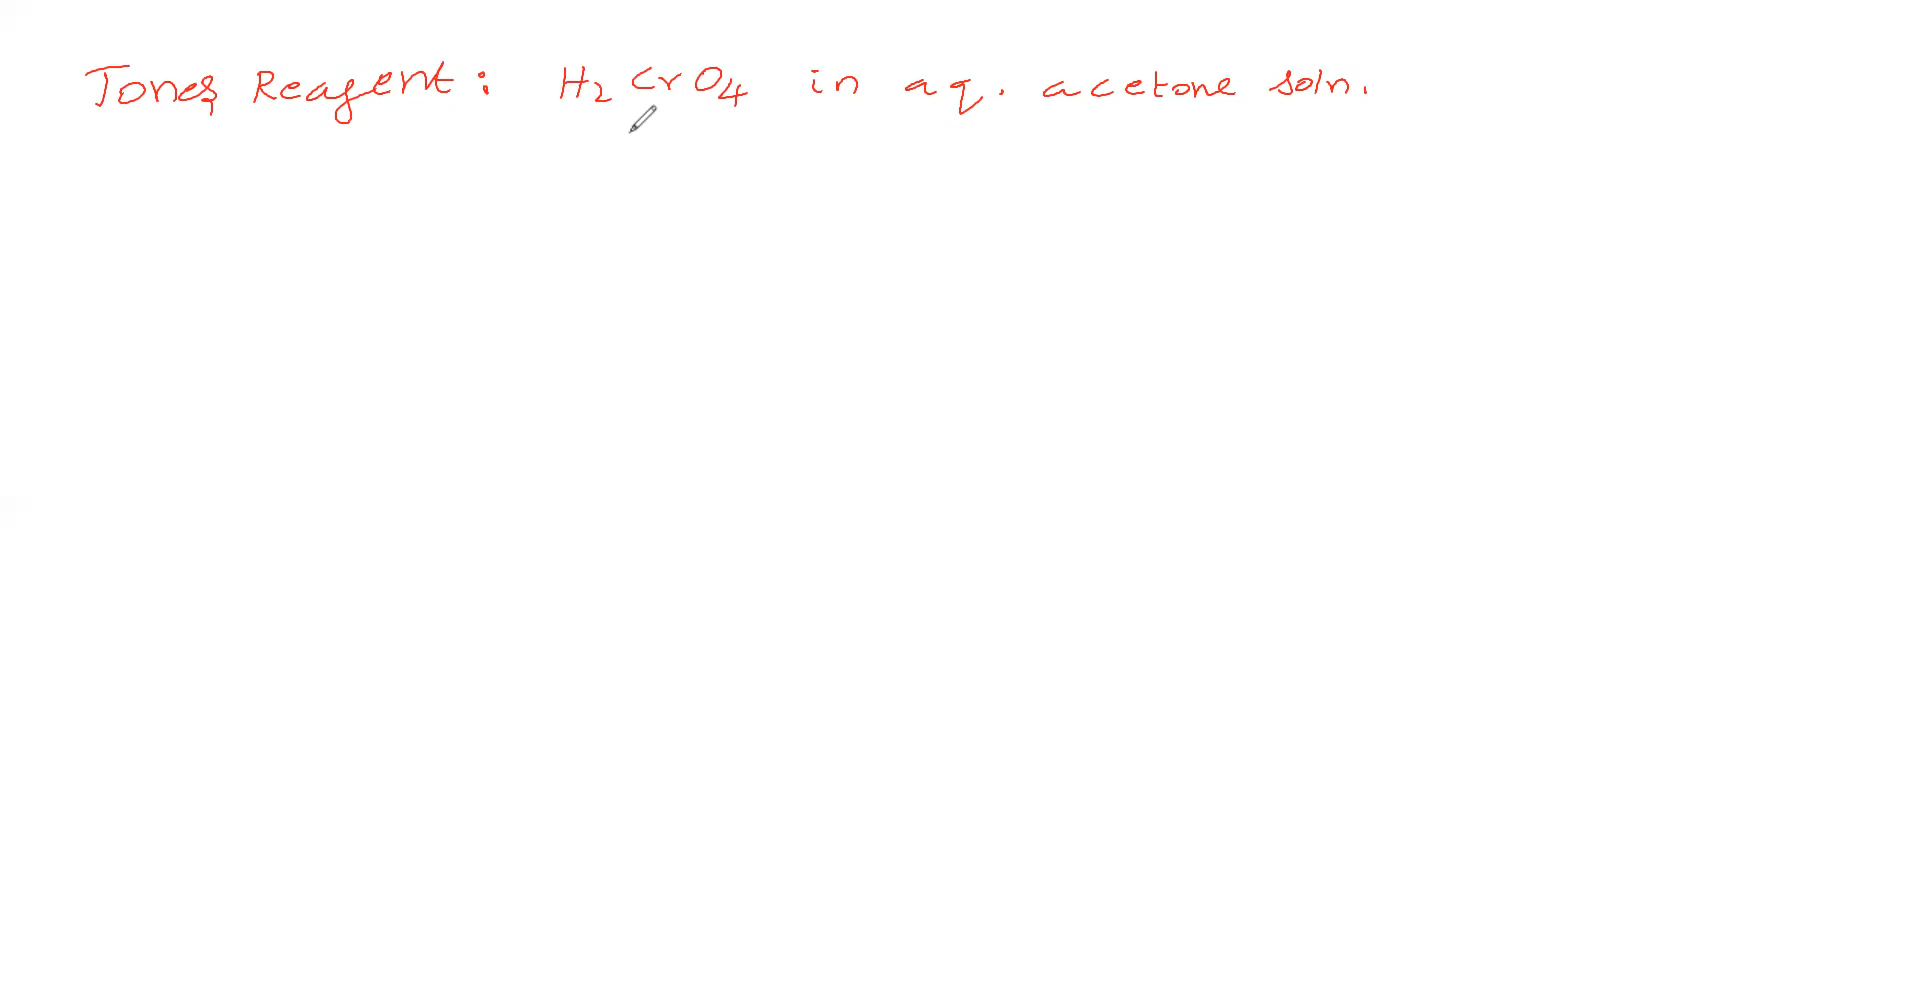 Jones Reagent : H2CrO4 in aq. acetone soln.